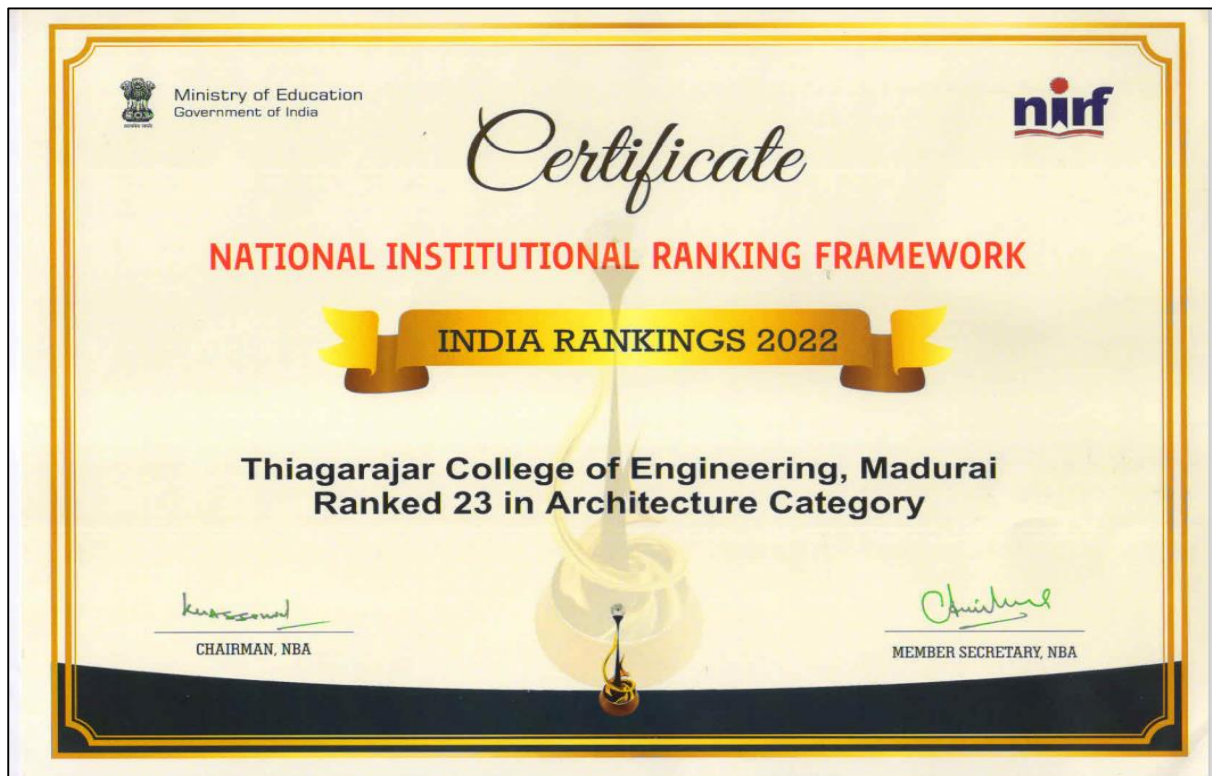 Ministry of Education
Government of India
nirf
Certificate
NATIONAL INSTITUTIONAL RANKING FRAMEWORK
INDIA RANKINGS 2022
Thiagarajar College of Engineering, Madurai
Ranked 23 in Architecture Category
CHAIRMAN, NBA
MEMBER SECRETARY, NBA